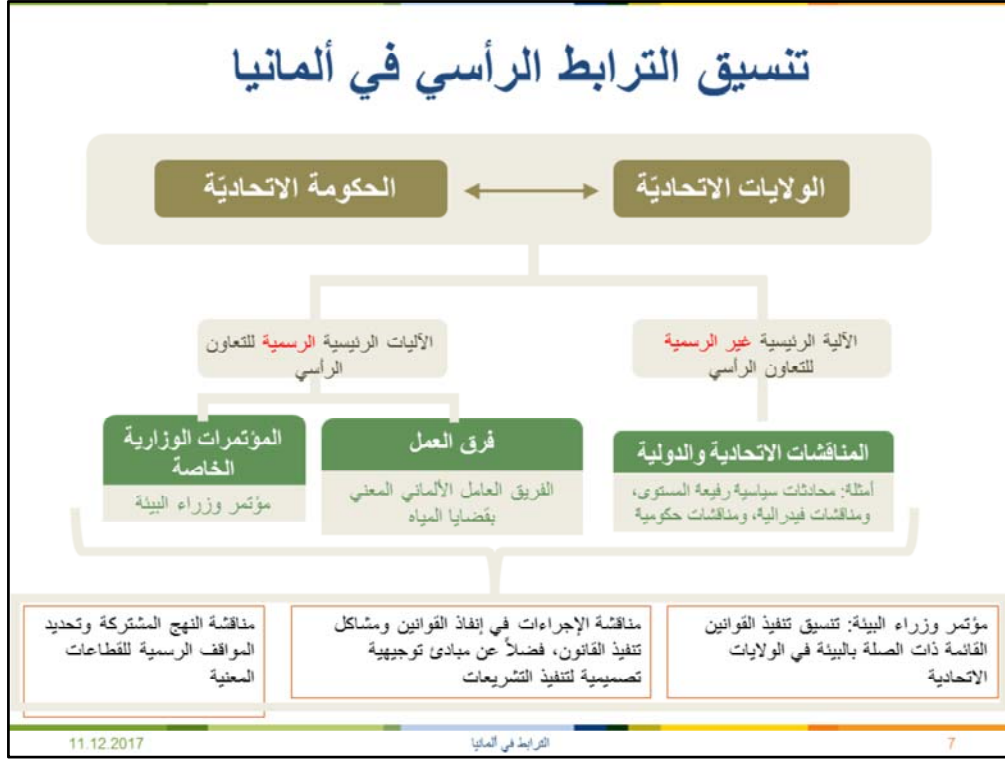 تنسيق الترابط الرأسي في ألمانيا
الولايات الاتحاديّة
الحكومة الاتحاديّة
الآلية الرئيسية غير الرسمية
للتعاون الرأسي
الآليات الرئيسية الرسمية للتعاون
الرأسي
المناقشات الاتحادية والدولية
أمثلة: محادثات سياسية رفيعة المستوى،
ومناقشات فيدرالية، ومناقشات حكومية
فرق العمل
الفريق العامل الألماني المعني
بقضايا المياه
المؤتمرات الوزارية
الخاصة
مؤتمر وزراء البيئة
مؤتمر وزراء البيئة: تنسيق تنفيذ القوانين
القائمة ذات الصلة بالبيئة في الولايات
الاتحادية
مناقشة الإجراءات في إنفاذ القوانين ومشاكل
تنفيذ القانون، فضلاً عن مبادئ توجيهية
تصميمية لتنفيذ التشريعات
مناقشة النهج المشتركة وتحديد
المواقف الرسمية للقطاعات
المعنية
7
الترابط في ألمانيا
11.12.2017